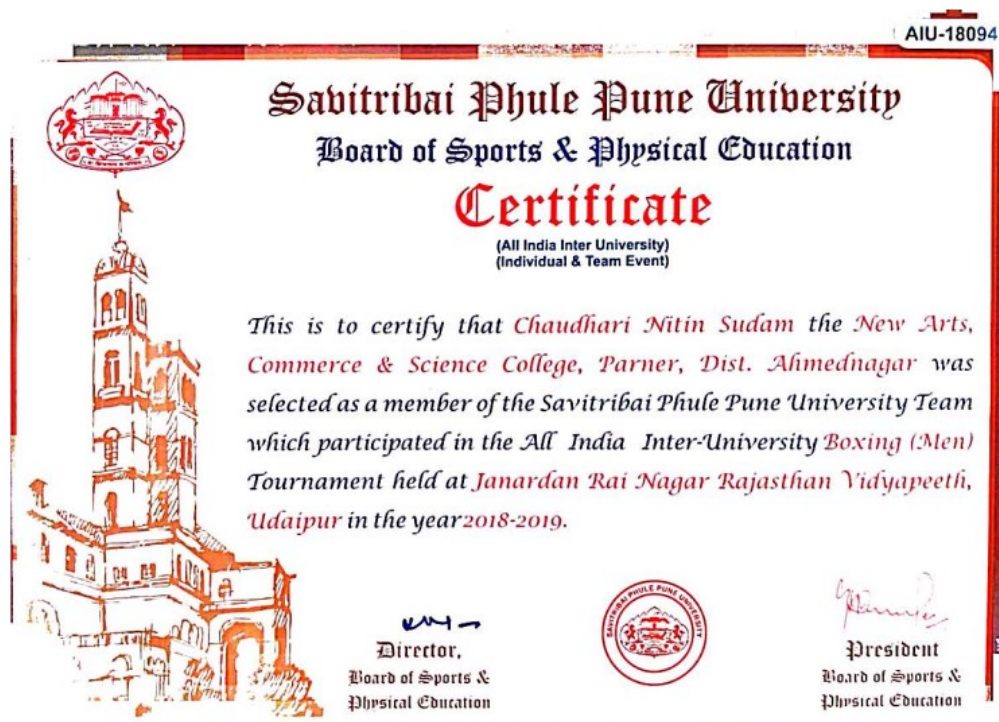 AIU-18094
Savitribai Phule Pune University
Board of Sports & Physical Education
Certificate
(All India Inter University)
(Individual & Team Event)
This is to certify that Chaudhari Nitin Sudam the New Arts,
Commerce & Science College, Parner, Dist. Ahmednagar was
selected as a member of the Savitribai Phule Pune University Team
which participated in the All India Inter-University Boxing (Men)
Tournament held at Janardan Rai Nagar Rajasthan Vidyapeeth,
Udaipur in the year 2018-2019.
SAVITRIBAI PHULE PUNE UNIVERSITY
Director,
Board of Sports &
Physical Education
President
Board of Sports &
Physical Education